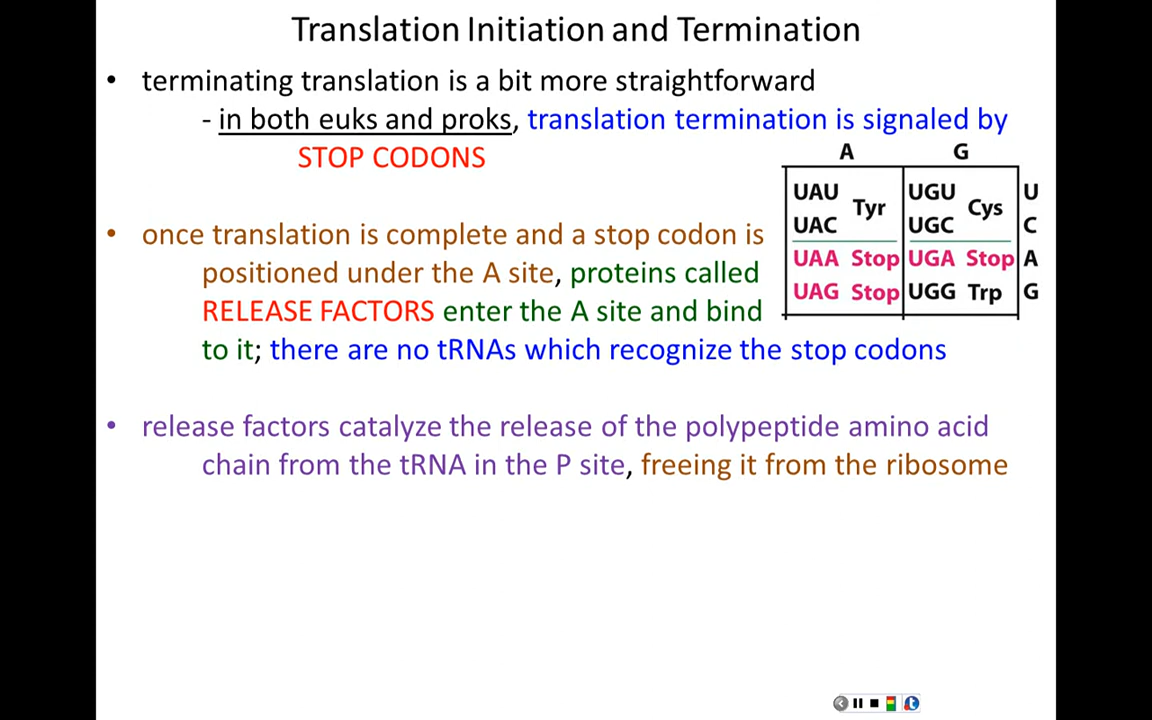 Translation Initiation and Termination
• terminating translation is a bit more straightforward
- in both euks and proks, translation termination is signaled by
STOP CODONS
A G
UAU Tyr UGU Cys U
UAC UGC C
UAA Stop UGA Stop A
UAG Stop UGG Trp G
• once translation is complete and a stop codon is
positioned under the A site, proteins called
RELEASE FACTORS enter the A site and bind
to it; there are no tRNAs which recognize the stop codons
• release factors catalyze the release of the polypeptide amino acid
chain from the tRNA in the P site, freeing it from the ribosome